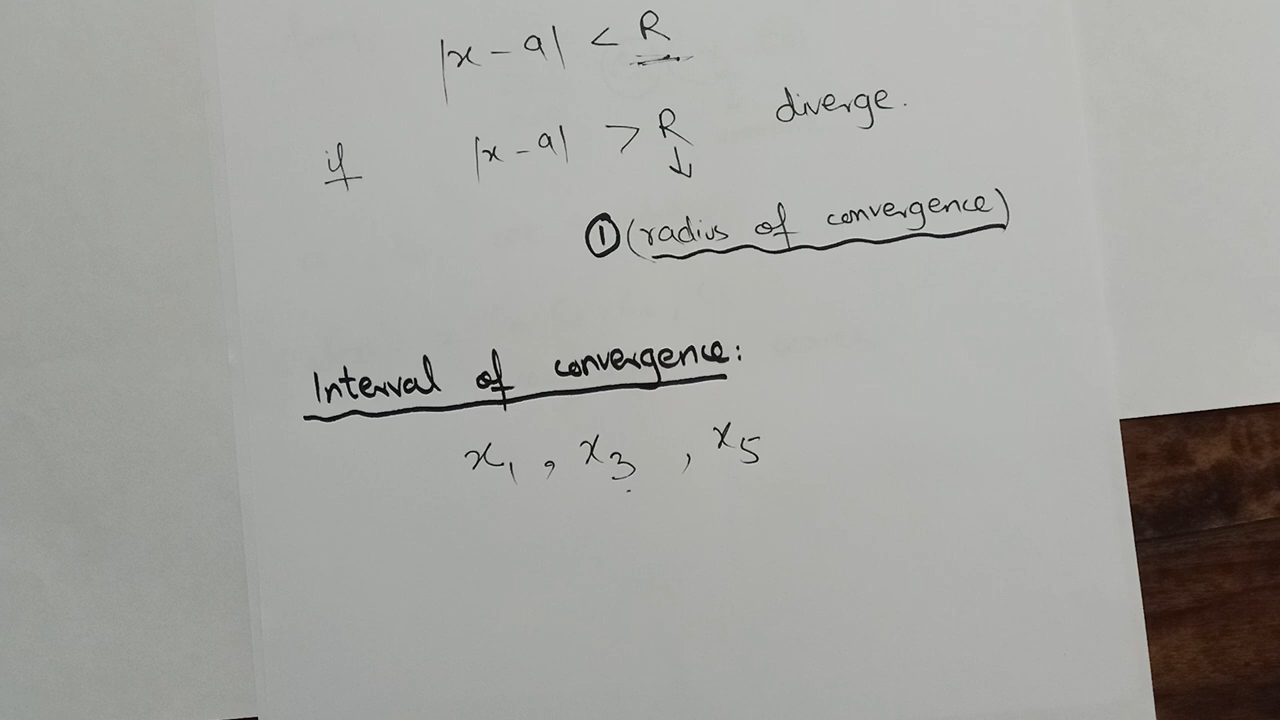 |x - a| < R
if |x - a| > R diverge.
↓
① (radius of convergence)
Interval of convergence:
x₁, x₃, x₅